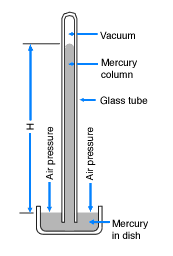 Vacuum
Mercury
column
Glass tube
H
Air pressure
Air pressure
Mercury
in dish